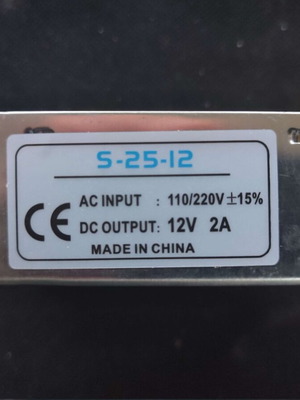 S-25-12
CE
AC INPUT : 110/220V ±15%
DC OUTPUT: 12V 2A
MADE IN CHINA